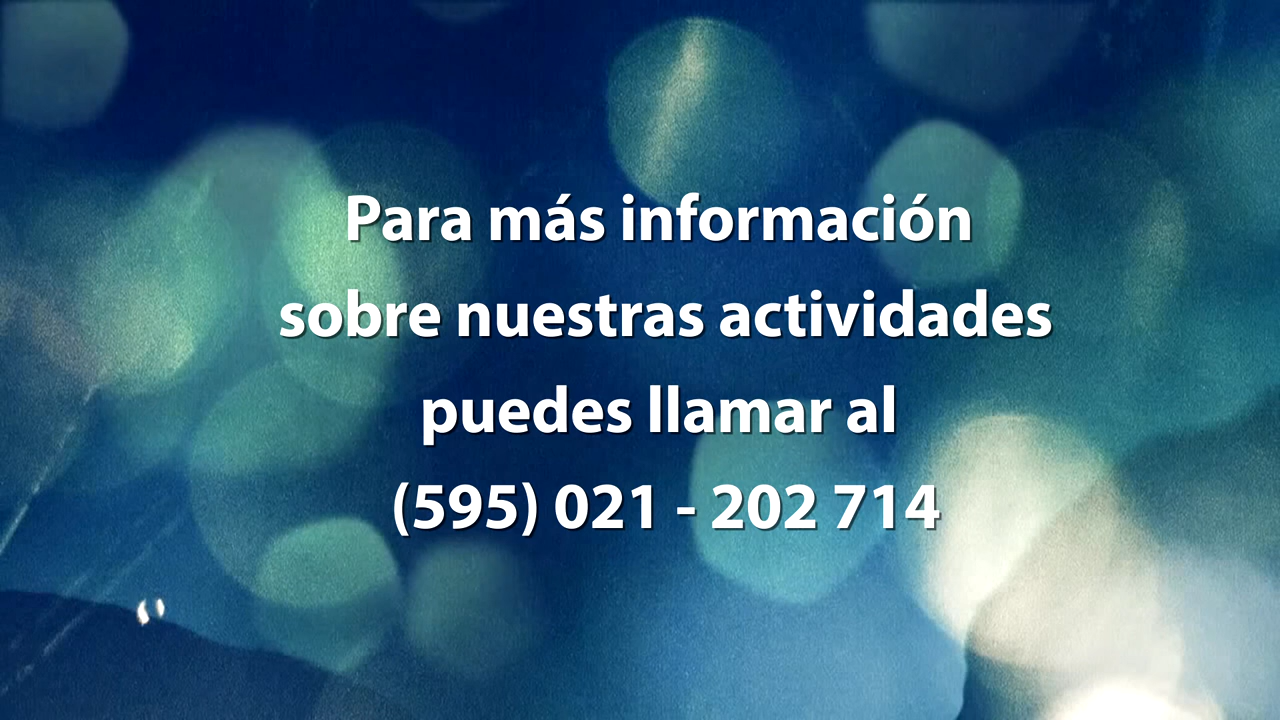 Para más información
sobre nuestras actividades
puedes llamar al
(595) 021 - 202 714